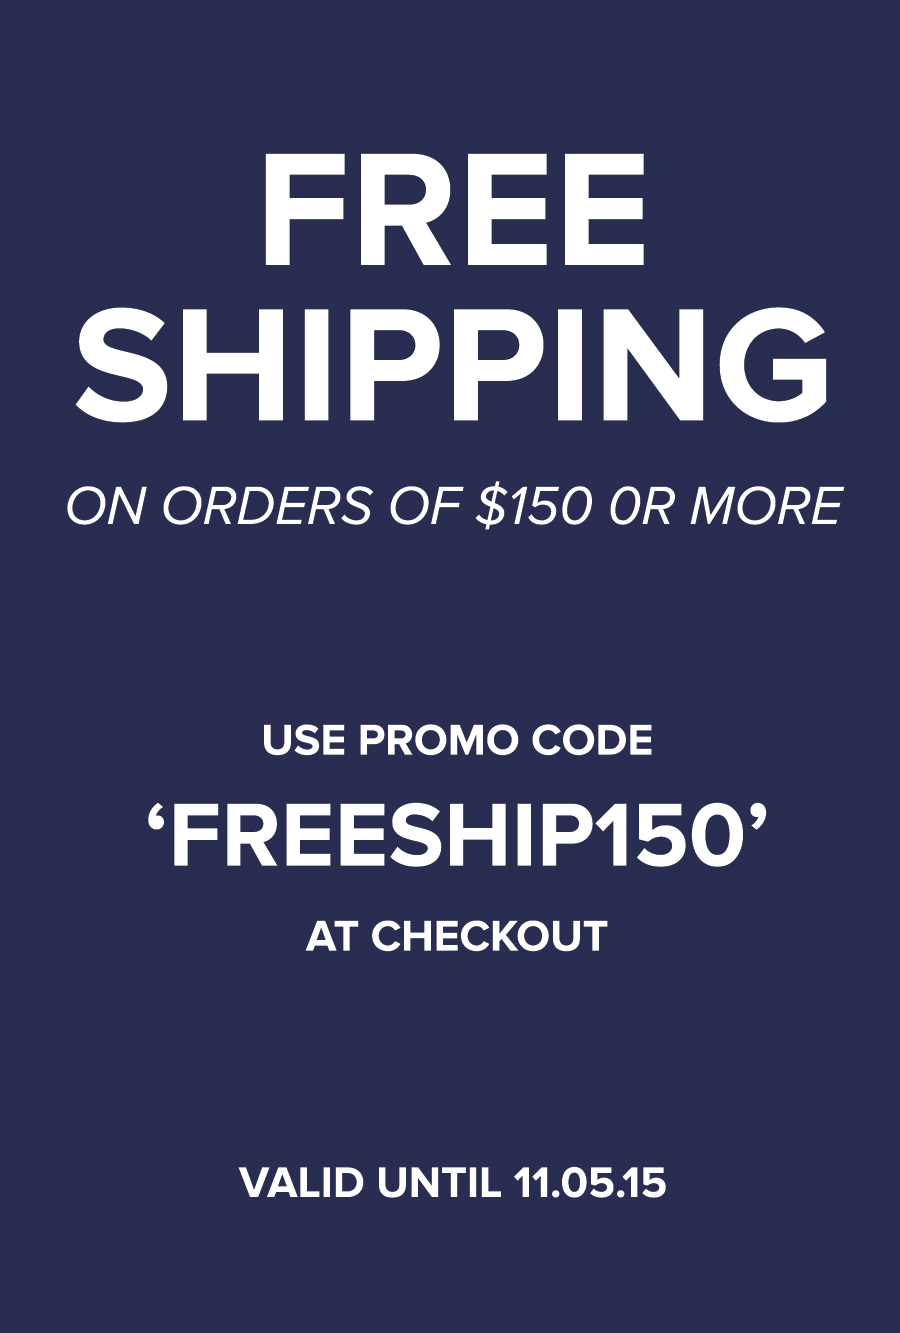 FREE
SHIPPING
ON ORDERS OF $150 0R MORE
USE PROMO CODE
‘FREESHIP150’
AT CHECKOUT
VALID UNTIL 11.05.15